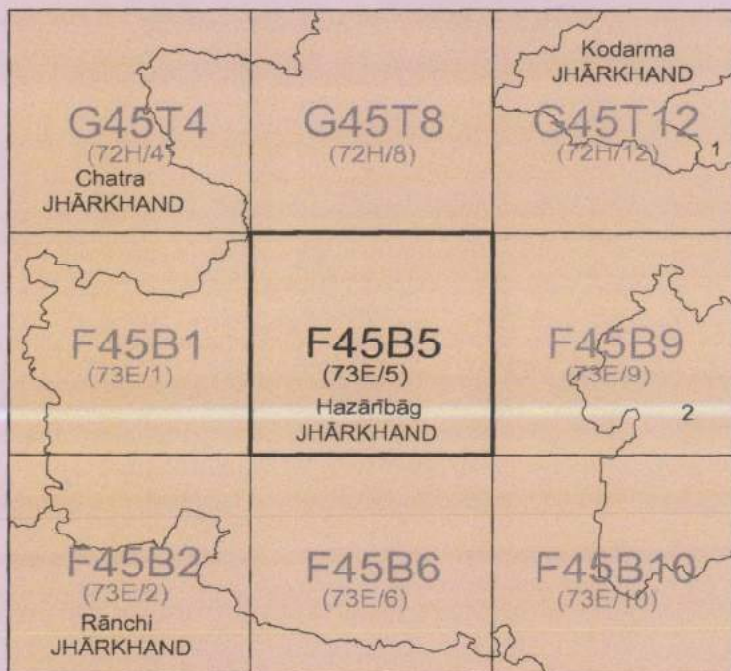 Kodarma
JHĀRKHAND
G45T4
(72H/4)
G45T8
(72H/8)
G45T12
(72H/12)
1
Chatra
JHĀRKHAND
F45B1
(73E/1)
F45B5
(73E/5)
Hazārībāg
JHĀRKHAND
F45B9
(73E/9)
2
F45B2
(73E/2)
Rānchi
JHĀRKHAND
F45B6
(73E/6)
F45B10
(73E/10)